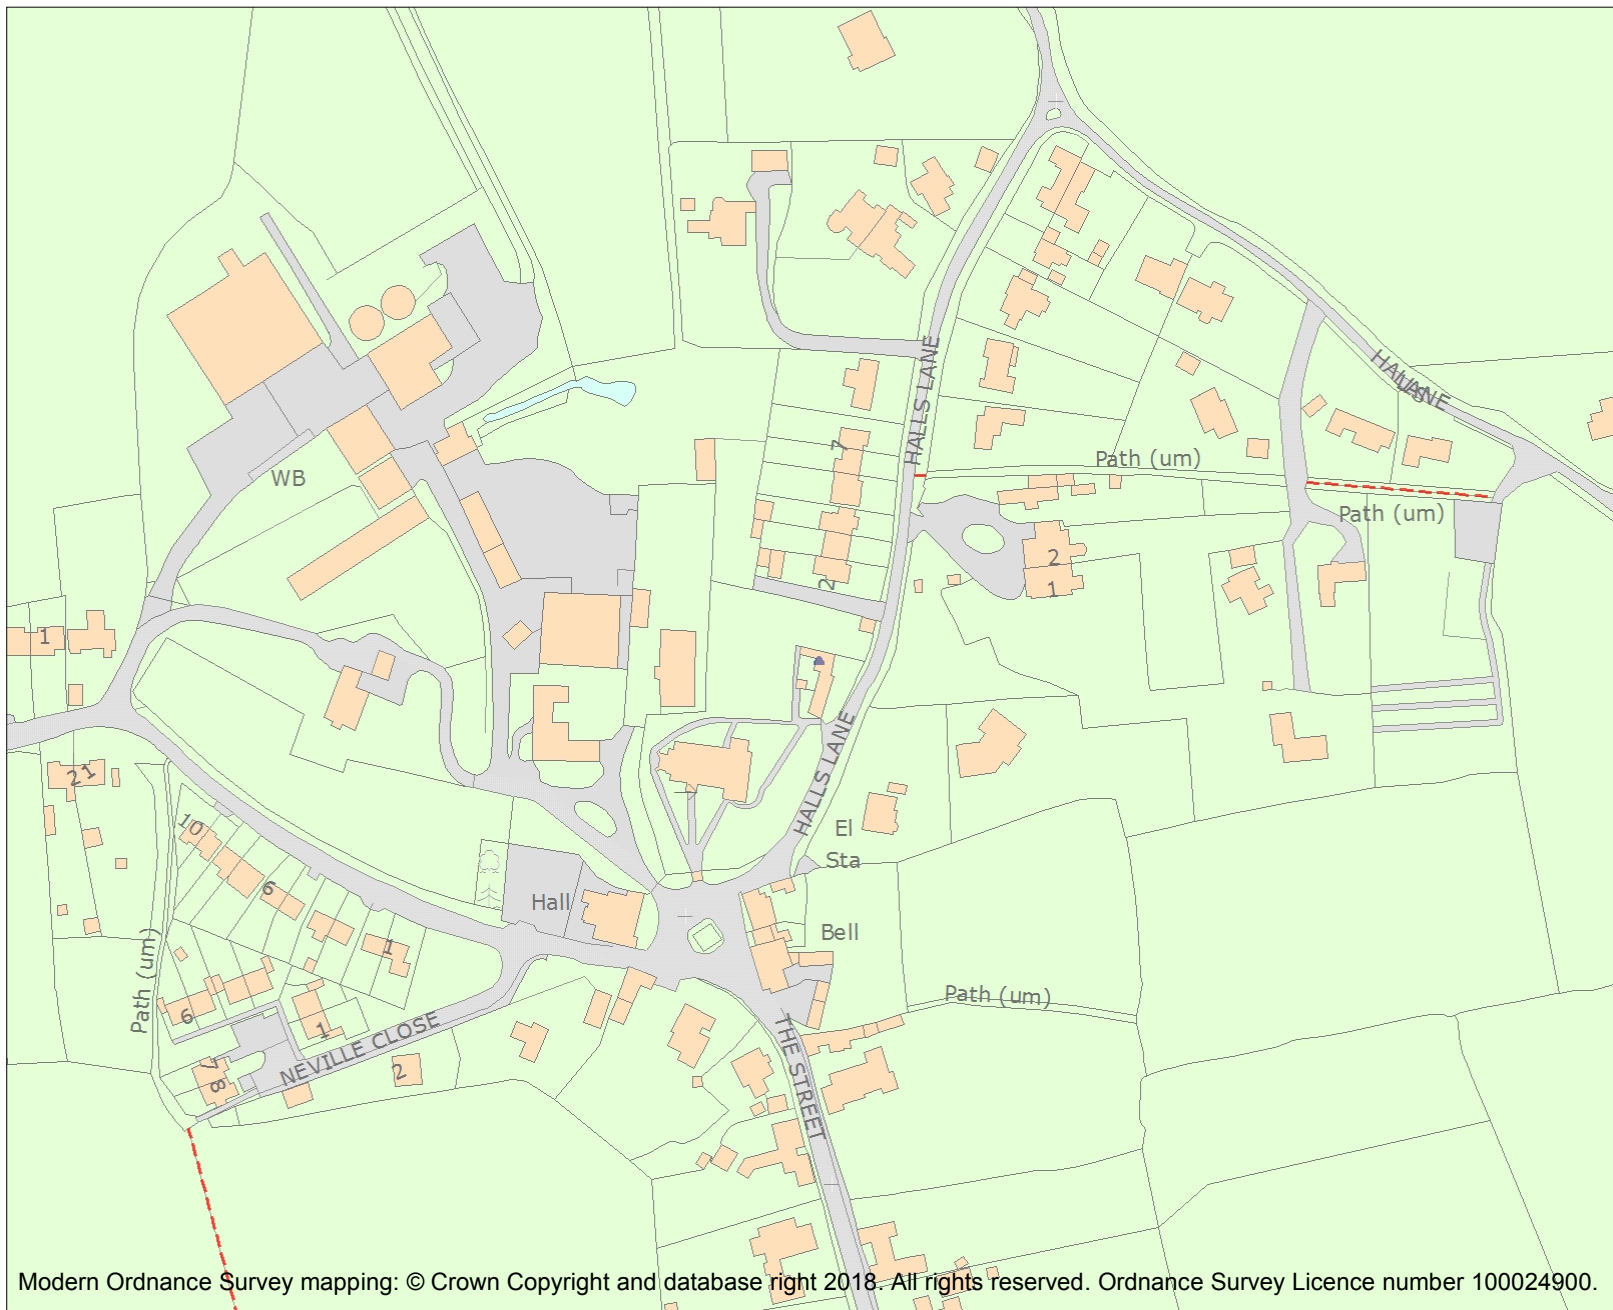 HALLS LANE
HALLS LANE
Path (um)
WB
7
Path (um)
2
2
1
1
HALLS LANE
21
10
El
Sta
6
Hall
Bell
1
Path (um)
Path (um)
6
1
NEVILLE CLOSE
THE STREET
7
8
2
Modern Ordnance Survey mapping: © Crown Copyright and database right 2018. All rights reserved. Ordnance Survey Licence number 100024900.